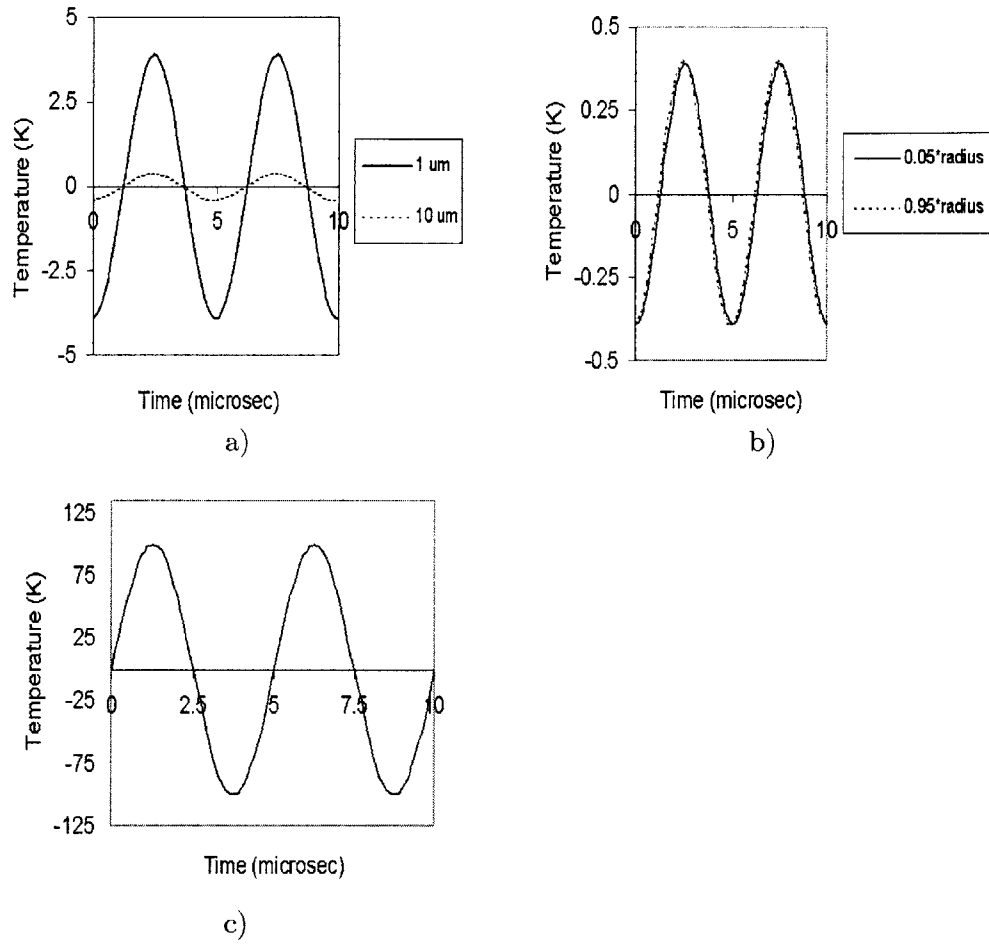 5
2.5
0
-2.5
-5
0
5
10
Temperature (K)
Time (microsec)
1 um
10 um
a)
0.5
0.25
0
-0.25
-0.5
0
5
10
Temperature (K)
Time (microsec)
0.05*radius
0.95*radius
b)
125
75
25
-25
-75
-125
0
2.5
5
7.5
10
Temperature (K)
Time (microsec)
c)